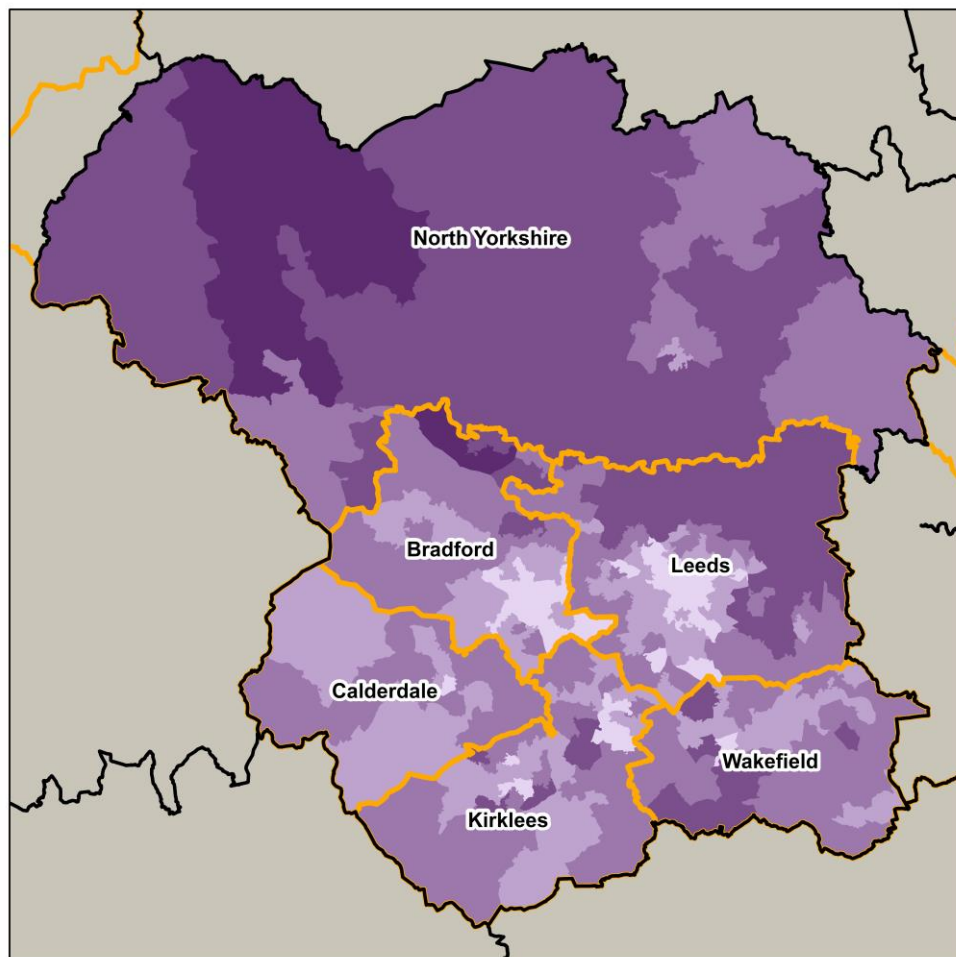 North Yorkshire
Bradford
Leeds
Calderdale
Wakefield
Kirklees